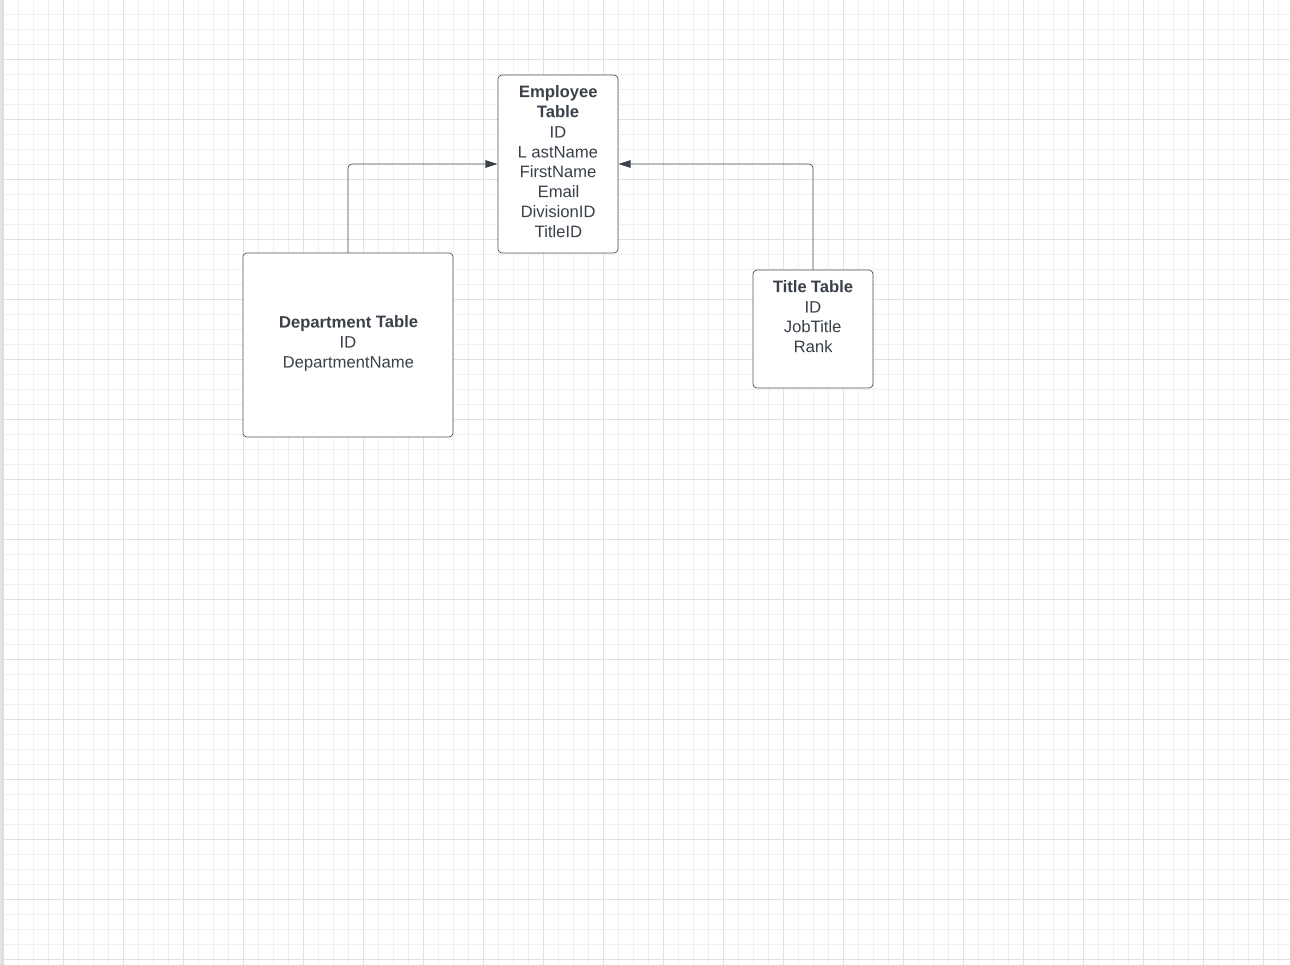 Employee
Table
ID
L astName
FirstName
Email
DivisionID
TitleID
Department Table
ID
DepartmentName
Title Table
ID
JobTitle
Rank